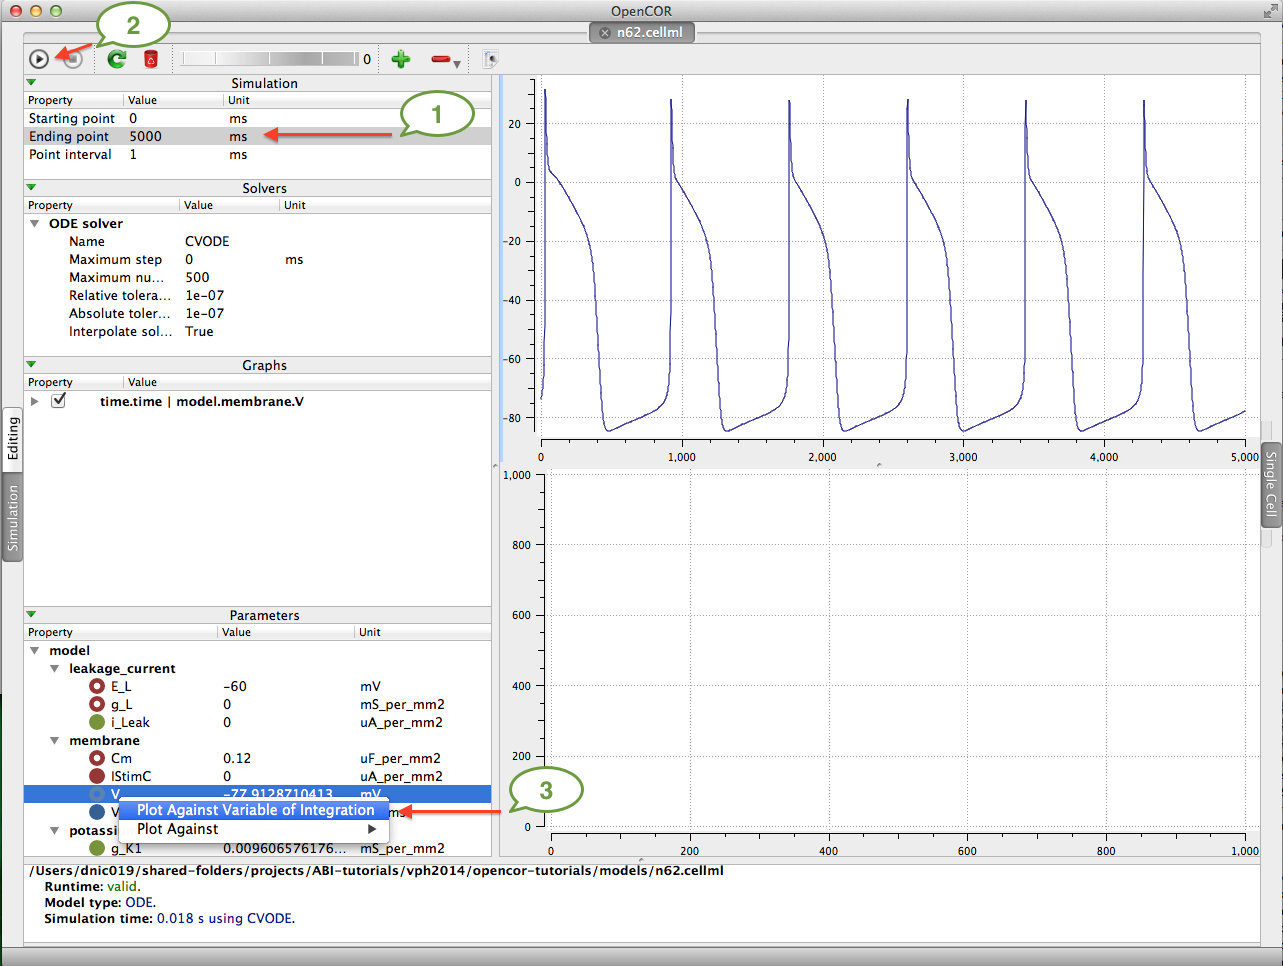 OpenCOR
n62.cellml
2
0
Simulation
Property Value Unit
Starting point 0 ms
Ending point 5000 ms
Point interval 1 ms
1
Solvers
Property Value Unit
ODE solver
Name CVODE
Maximum step 0 ms
Maximum nu... 500
Relative tolera... 1e-07
Absolute toler... 1e-07
Interpolate sol... True
Graphs
Property Value
time.time | model.membrane.V
Editing
Simulation
Parameters
Property Value Unit
model
leakage_current
E_L -60 mV
g_L 0 mS_per_mm2
i_Leak 0 uA_per_mm2
membrane
Cm 0.12 uF_per_mm2
IStimC 0 uA_per_mm2
V -77.9128710413 mV
Plot Against Variable of Integration
Plot Against
3
potassi
g_K1 0.009606576176... mS_per_mm2
20
0
-20
-40
-60
-80
0 1,000 2,000 3,000 4,000 5,000
1,000
800
600
400
200
0
0 200 400 600 800 1,000
Single Cell
/Users/dnic019/shared-folders/projects/ABI-tutorials/vph2014/opencor-tutorials/models/n62.cellml
Runtime: valid.
Model type: ODE.
Simulation time: 0.018 s using CVODE.